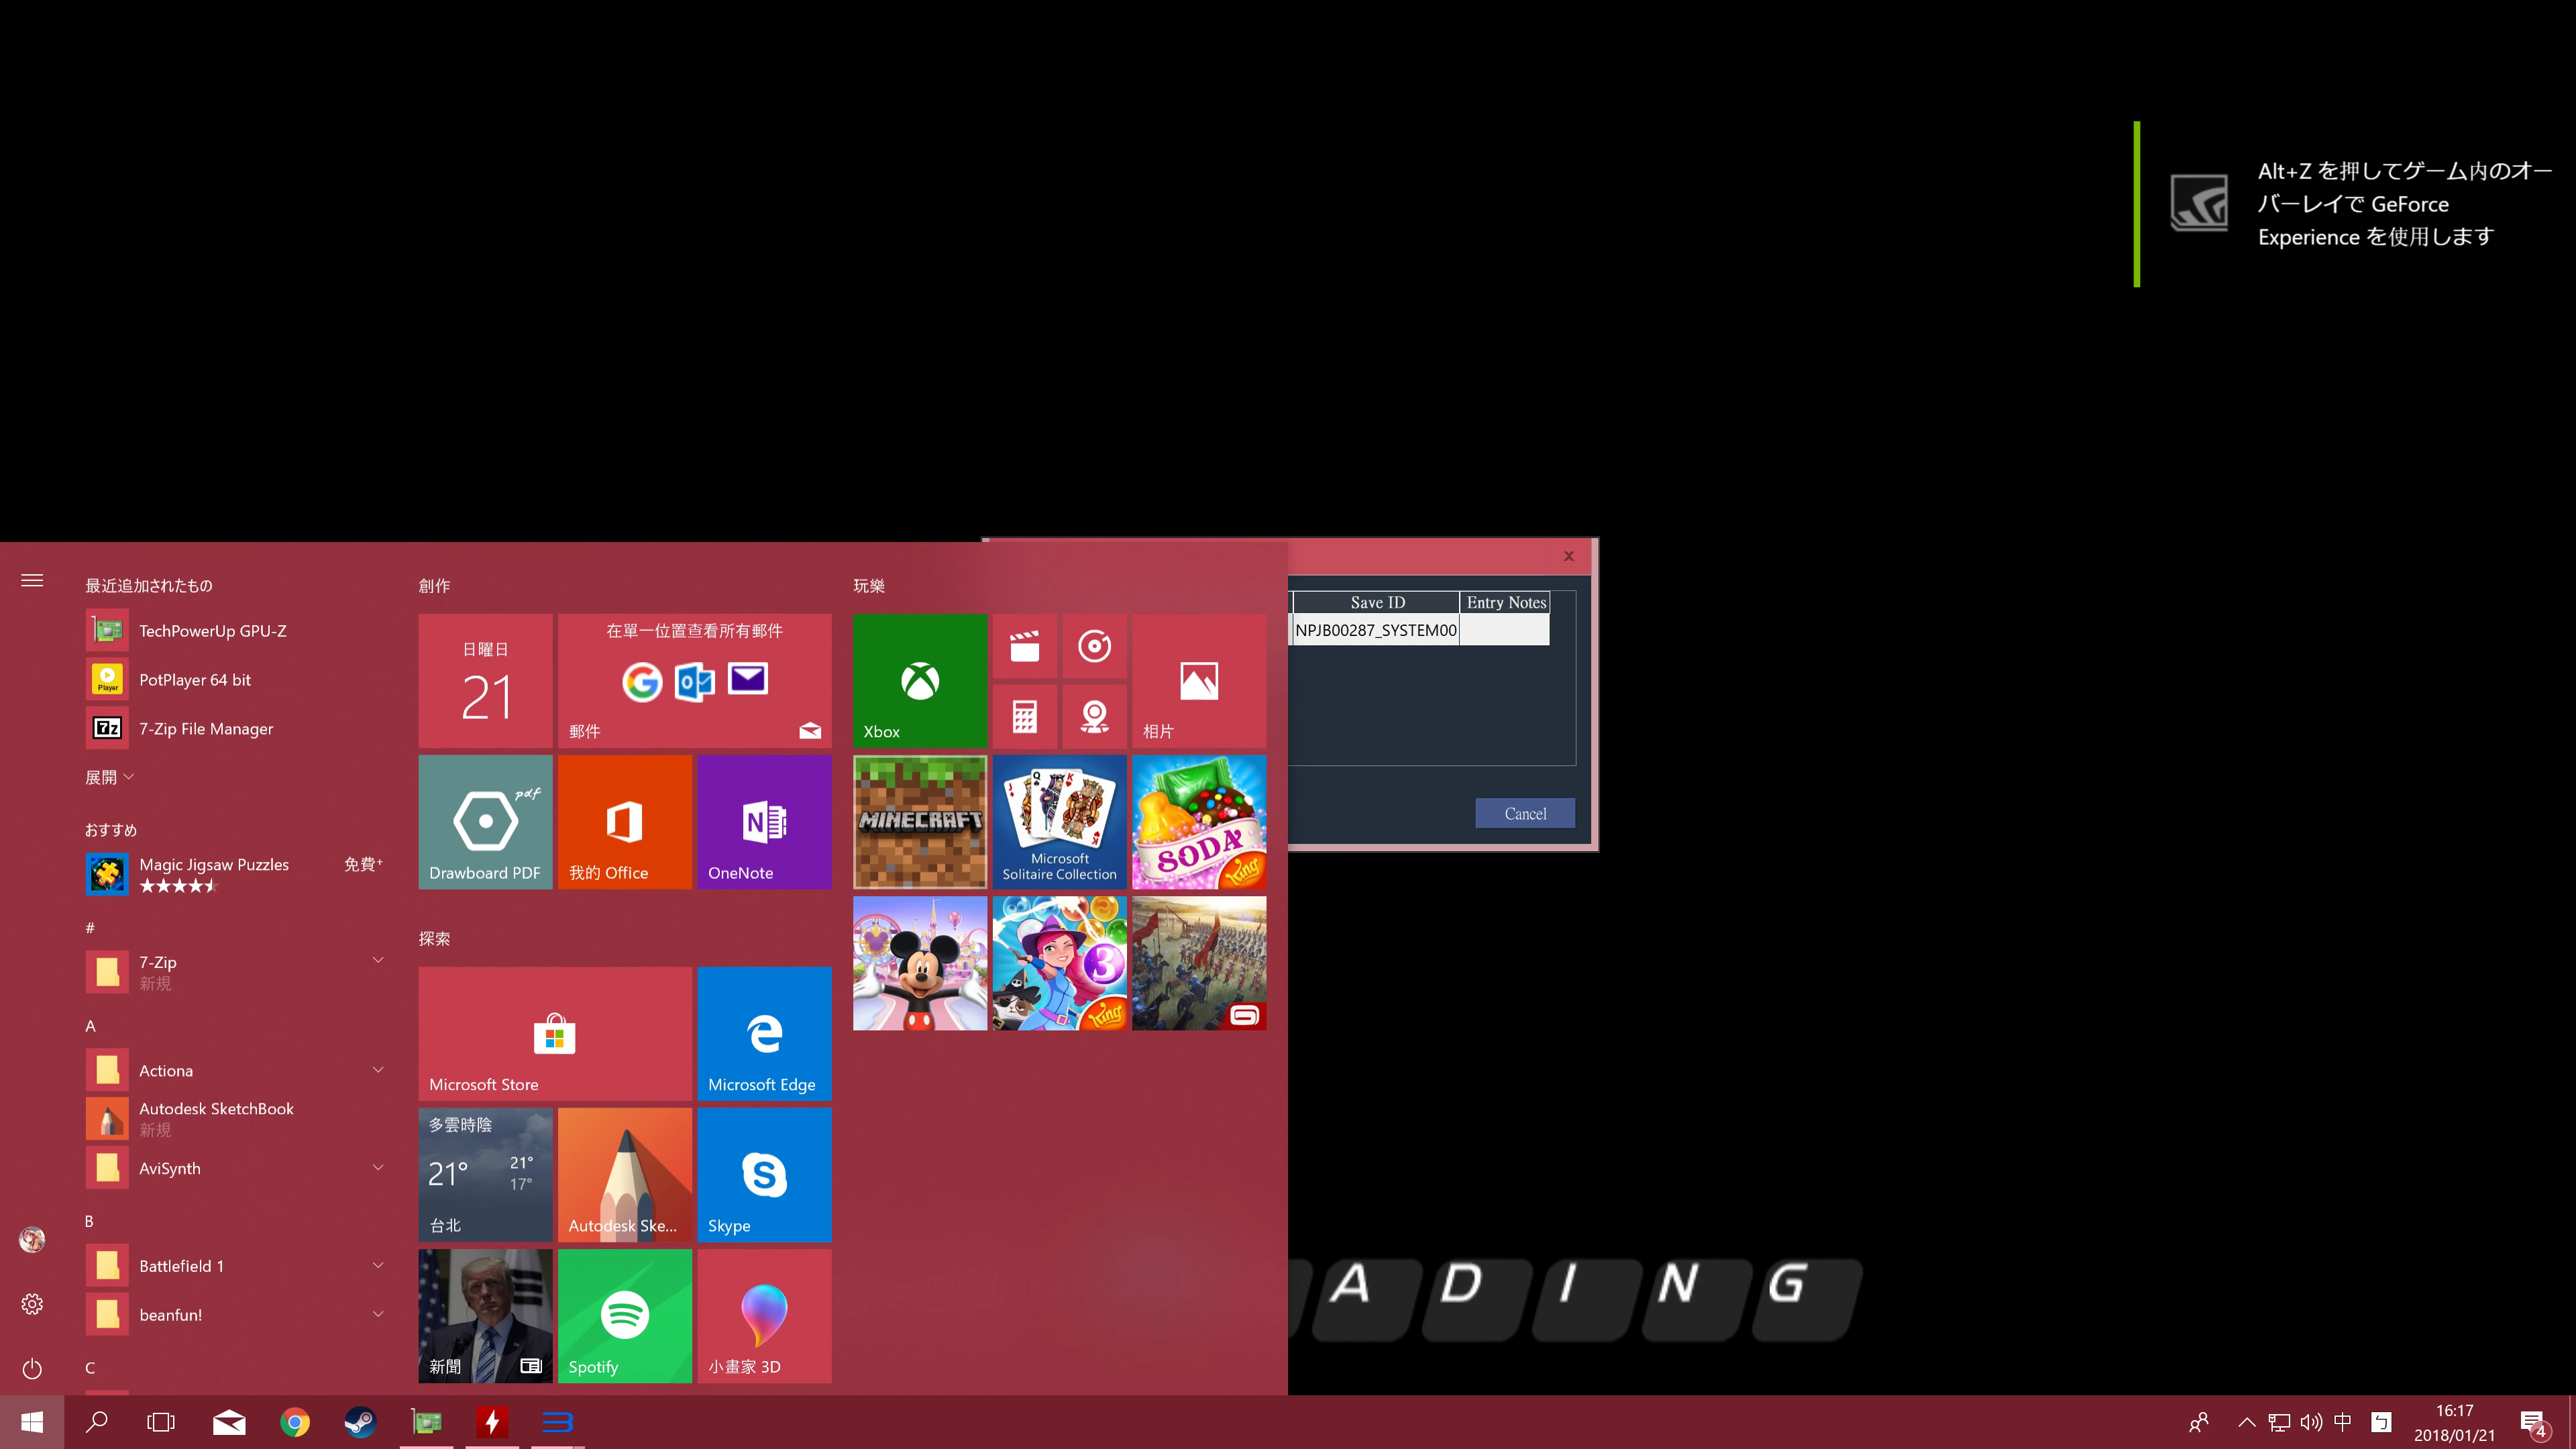 Alt+Z を押してゲーム内のオー
バーレイで GeForce
Experience を使用します
最近追加されたもの
TechPowerUp GPU-Z
Player
PotPlayer 64 bit
7z
7-Zip File Manager
展開
おすすめ
Magic Jigsaw Puzzles
免費+
#
7-Zip
新規
A
Actiona
Autodesk SketchBook
新規
AviSynth
B
Battlefield 1
beanfun!
C
創作
日曜日
21
在單一位置查看所有郵件
郵件
pdf
Drawboard PDF
我的 Office
N
OneNote
探索
Microsoft Store
Microsoft Edge
多雲時陰
21°
21°
17°
台北
Autodesk Ske...
Skype
新聞
Spotify
小畫家 3D
玩樂
Xbox
相片
MINECRAFT
Microsoft
Solitaire Collection
SODA
King
3
King
Save ID
Entry Notes
NPJB00287_SYSTEM00
Cancel
A D I N G
中
ㄅ
16:17
2018/01/21
4